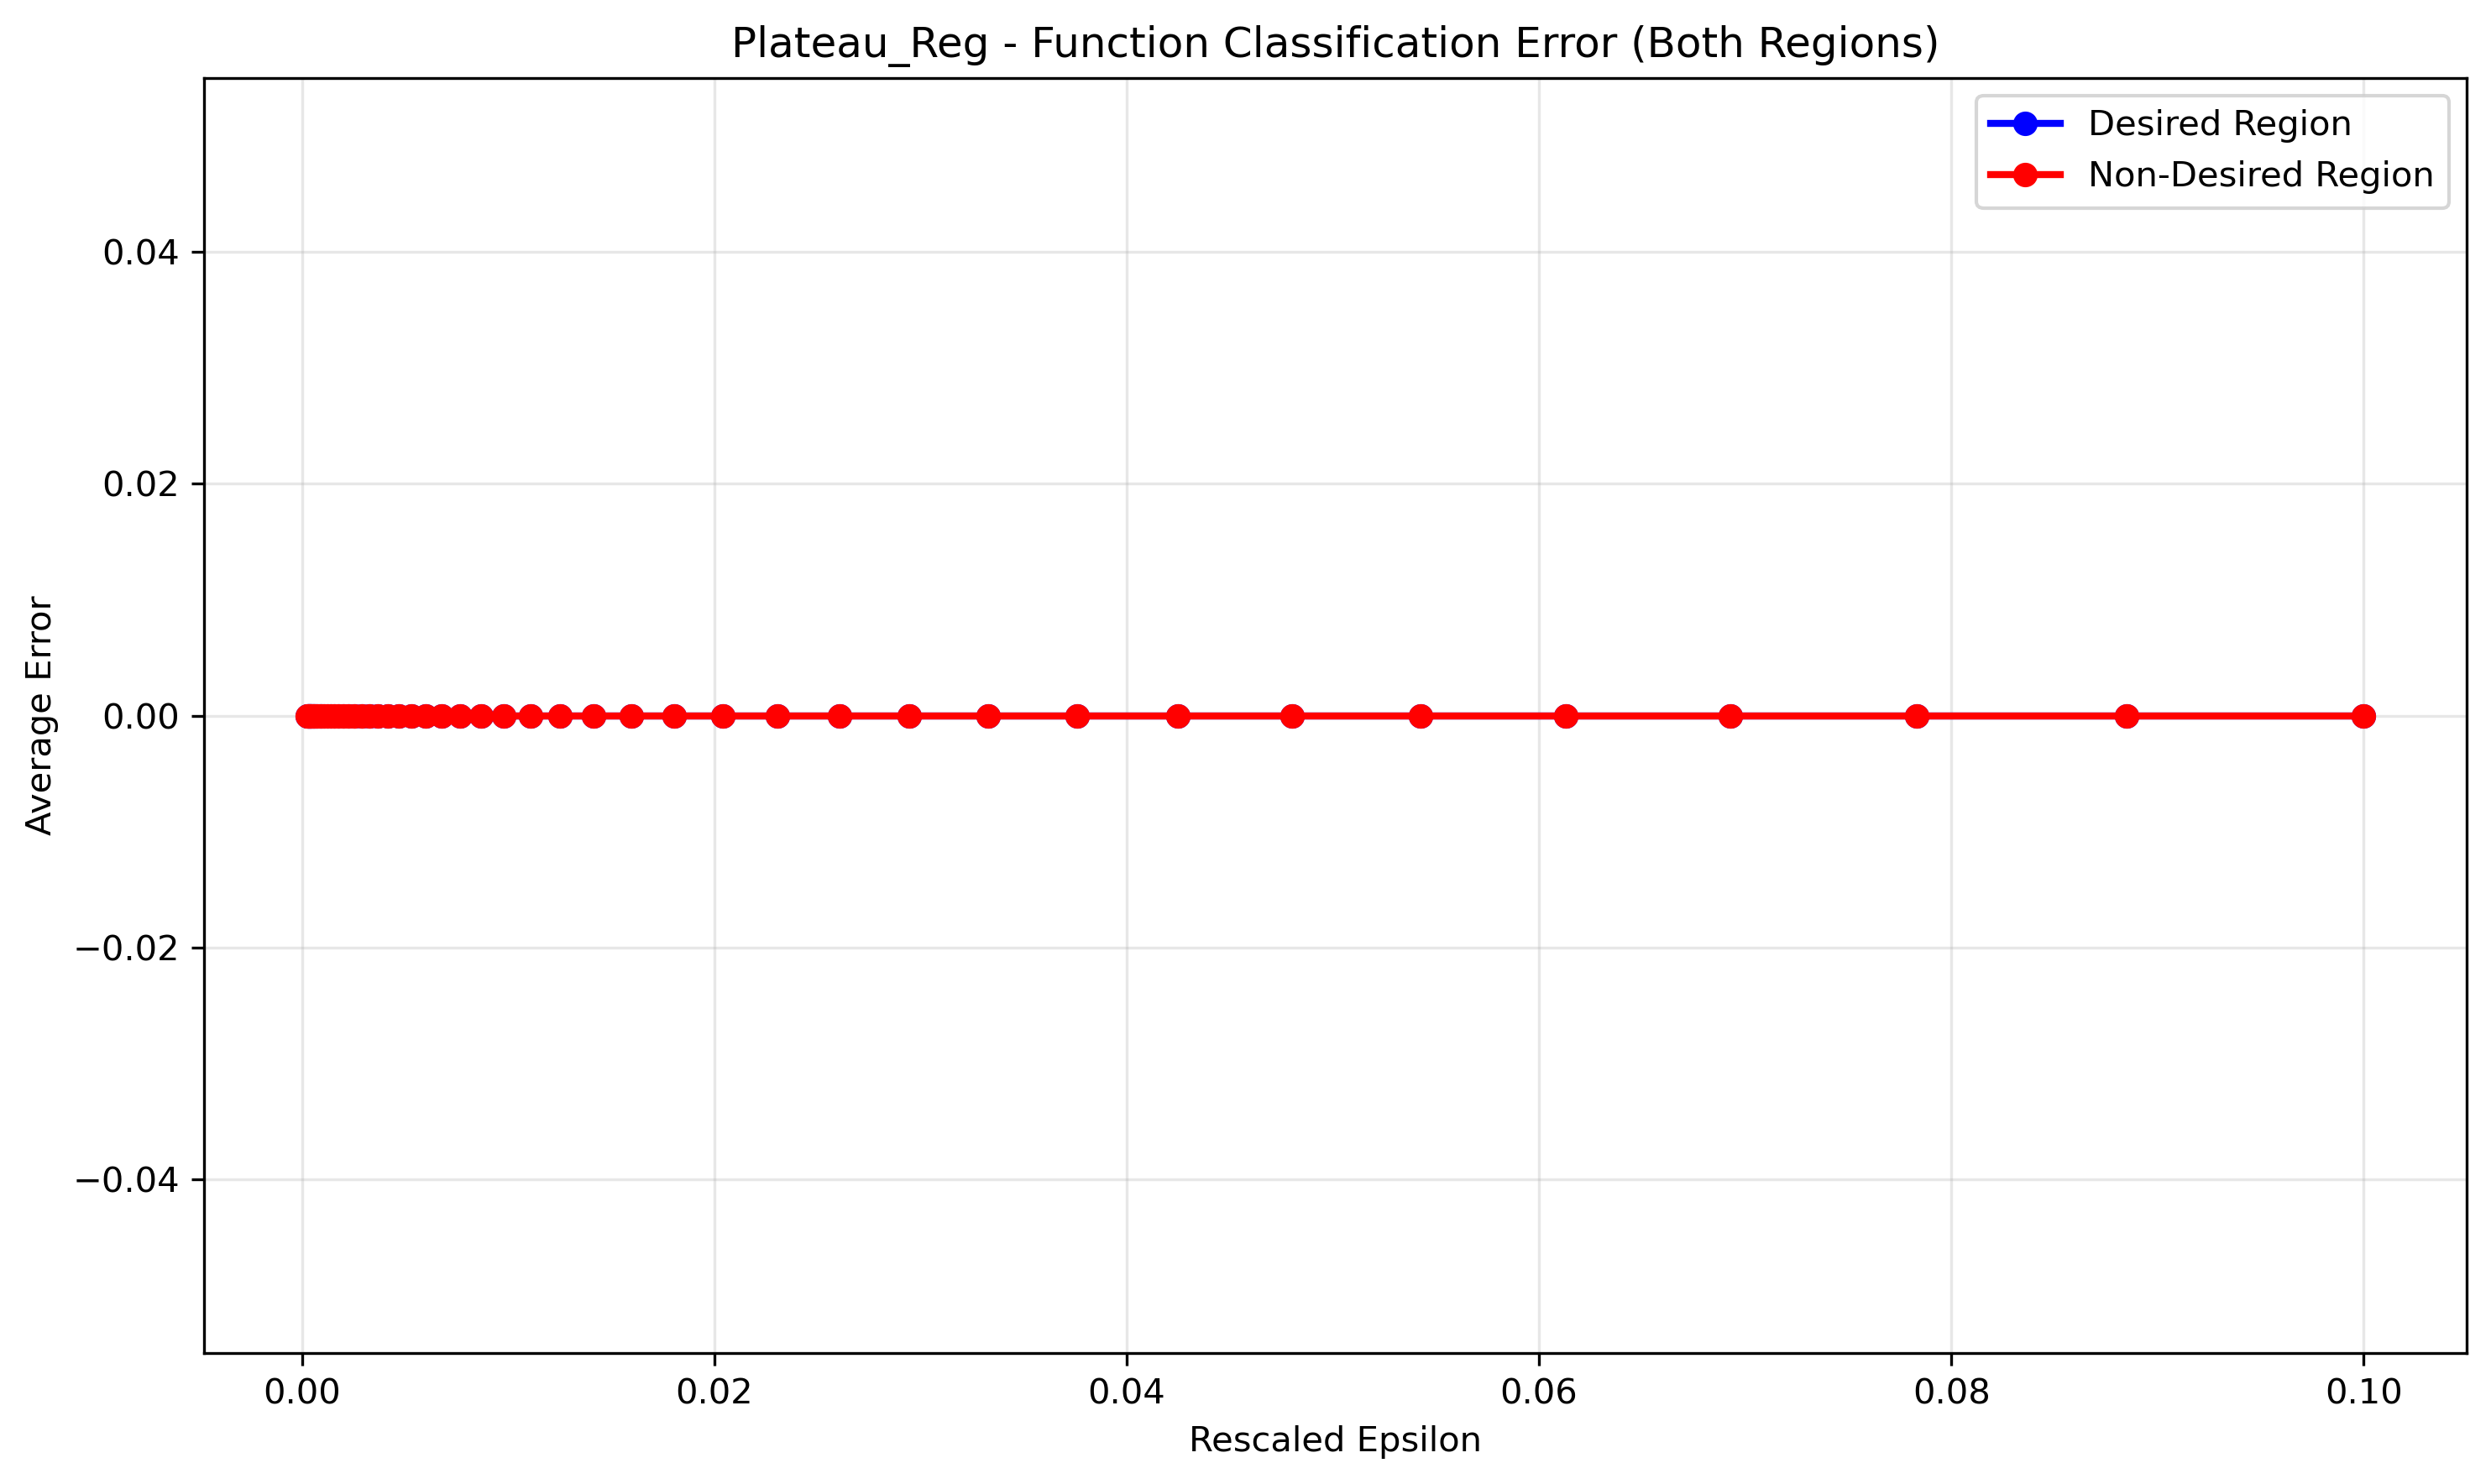 Plateau_Reg - Function Classification Error (Both Regions)
Desired Region
Non-Desired Region
0.04
0.02
0.00
−0.02
−0.04
Average Error
0.00 0.02 0.04 0.06 0.08 0.10
Rescaled Epsilon